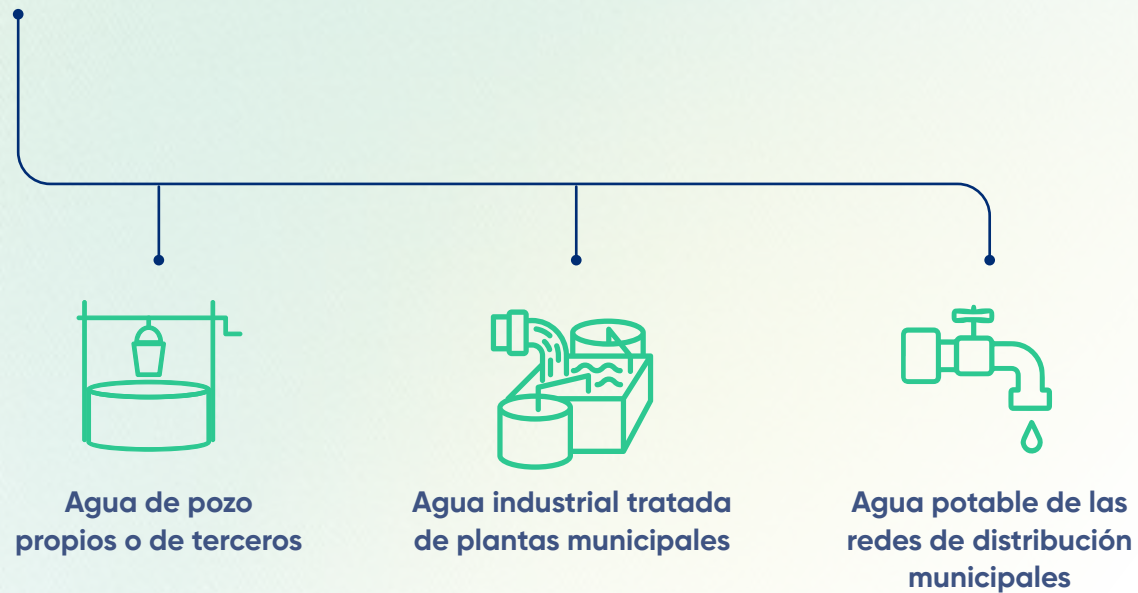 Agua de pozo
propios o de terceros
Agua industrial tratada
de plantas municipales
Agua potable de las
redes de distribución
municipales